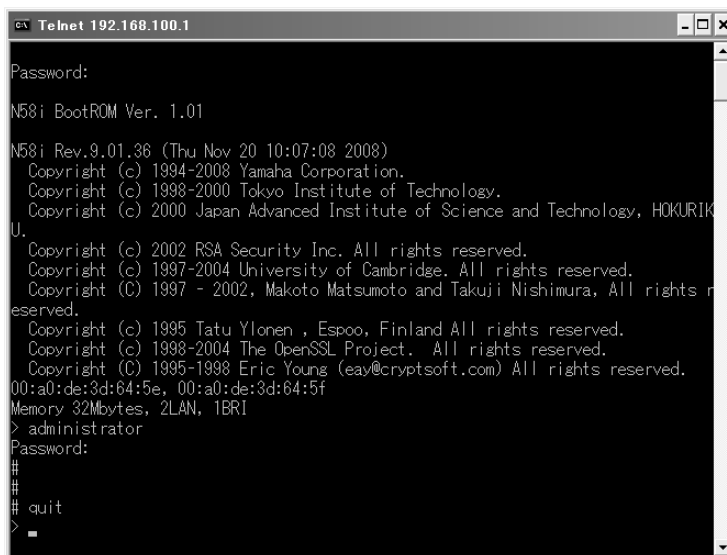 Telnet 192.168.100.1
Password:
N58i BootROM Ver. 1.01
N58i Rev.9.01.36 (Thu Nov 20 10:07:08 2008)
Copyright (c) 1994-2008 Yamaha Corporation.
Copyright (c) 1998-2000 Tokyo Institute of Technology.
Copyright (c) 2000 Japan Advanced Institute of Science and Technology, HOKURIK
U.
Copyright (c) 2002 RSA Security Inc. All rights reserved.
Copyright (c) 1997-2004 University of Cambridge. All rights reserved.
Copyright (C) 1997 - 2002, Makoto Matsumoto and Takuji Nishimura, All rights r
eserved.
Copyright (c) 1995 Tatu Ylonen , Espoo, Finland All rights reserved.
Copyright (c) 1998-2004 The OpenSSL Project.  All rights reserved.
Copyright (C) 1995-1998 Eric Young (eay@cryptsoft.com) All rights reserved.
00:a0:de:3d:64:5e, 00:a0:de:3d:64:5f
Memory 32Mbytes, 2LAN, 1BRI
> administrator
Password:
#
#
# quit
>